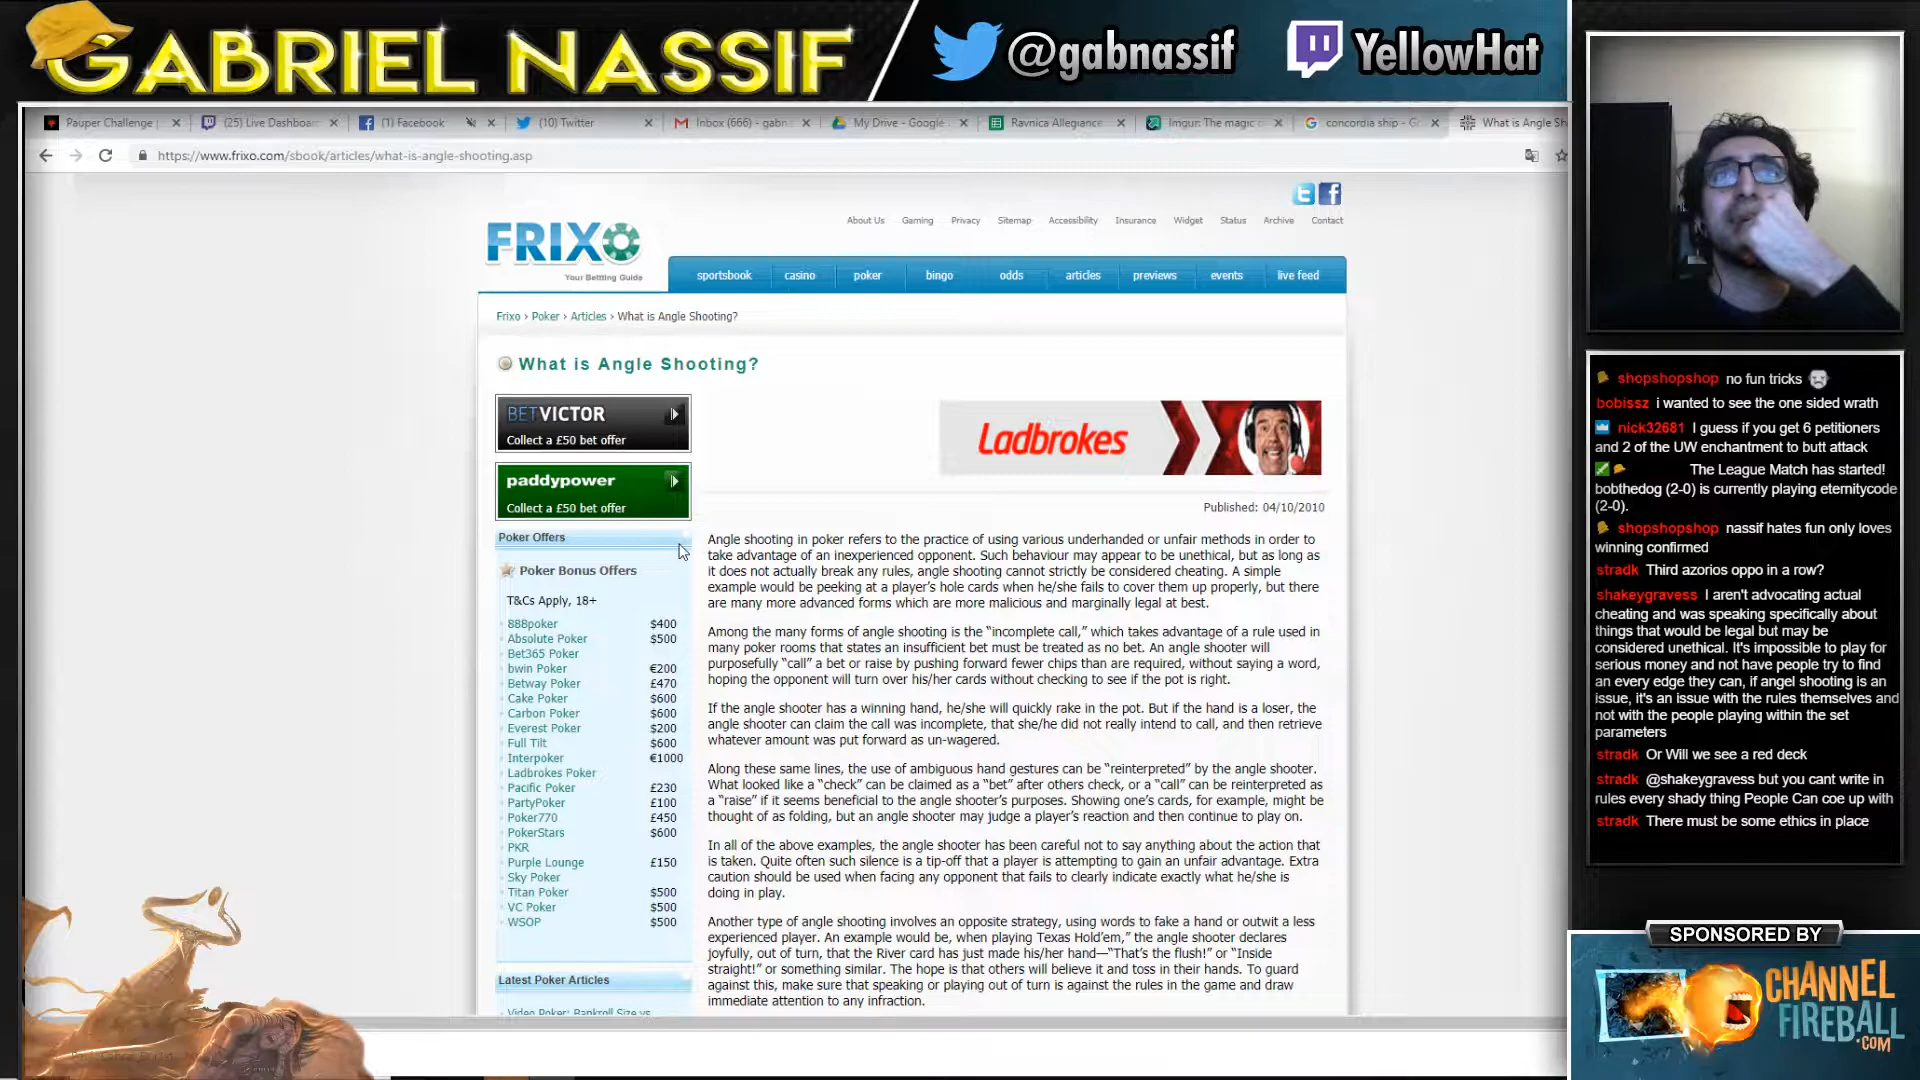 GABRIEL NASSIF
@gabnassif
YellowHat
Pauper Challenge
(25) Live Dashboar
(1) Facebook
(10) Twitter
Inbox (666) - gabn
My Drive - Google
Ravnica Allegiance
Imgur: The magic
concordia ship - G
What is Angle Sh
https://www.frixo.com/sbook/articles/what-is-angle-shooting.asp
About Us Gaming Privacy Sitemap Accessibility Insurance Widget Status Archive Contact
FRIXO
Your Bettting Guide
sportsbook casino poker bingo odds articles previews events live feed
Frixo › Poker › Articles › What is Angle Shooting?
What is Angle Shooting?
BETVICTOR
Collect a £50 bet offer
paddypower
Collect a £50 bet offer
Ladbrokes
Published: 04/10/2010
Poker Offers
Poker Bonus Offers
T&Cs Apply, 18+
888poker $400
Absolute Poker $500
Bet365 Poker
bwin Poker €200
Betway Poker £470
Cake Poker $600
Carbon Poker $600
Everest Poker $200
Full Tilt $600
Interpoker €1000
Ladbrokes Poker
Pacific Poker £230
PartyPoker £100
Poker770 £450
PokerStars $600
PKR
Purple Lounge £150
Sky Poker
Titan Poker $500
VC Poker $500
WSOP $500
Latest Poker Articles
Video Poker: Bankroll Size vs
Angle shooting in poker refers to the practice of using various underhanded or unfair methods in order to
take advantage of an inexperienced opponent. Such behaviour may appear to be unethical, but as long as
it does not actually break any rules, angle shooting cannot strictly be considered cheating. A simple
example would be peeking at a player's hole cards when he/she fails to cover them up properly, but there
are many more advanced forms which are more malicious and marginally legal at best.
Among the many forms of angle shooting is the “incomplete call,” which takes advantage of a rule used in
many poker rooms that states an insufficient bet must be treated as no bet. An angle shooter will
purposefully “call” a bet or raise by pushing forward fewer chips than are required, without saying a word,
hoping the opponent will turn over his/her cards without checking to see if the pot is right.
If the angle shooter has a winning hand, he/she will quickly rake in the pot. But if the hand is a loser, the
angle shooter can claim the call was incomplete, that she/he did not really intend to call, and then retrieve
whatever amount was put forward as un-wagered.
Along these same lines, the use of ambiguous hand gestures can be “reinterpreted” by the angle shooter.
What looked like a “check” can be claimed as a “bet” after others check, or a “call” can be reinterpreted as
a “raise” if it seems beneficial to the angle shooter's purposes. Showing one's cards, for example, might be
thought of as folding, but an angle shooter may judge a player's reaction and then continue to play on.
In all of the above examples, the angle shooter has been careful not to say anything about the action that
is taken. Quite often such silence is a tip-off that a player is attempting to gain an unfair advantage. Extra
caution should be used when facing any opponent that fails to clearly indicate exactly what he/she is
doing in play.
Another type of angle shooting involves an opposite strategy, using words to fake a hand or outwit a less
experienced player. An example would be, when playing Texas Hold'em,” the angle shooter declares
joyfully, out of turn, that the River card has just made his/her hand—“That's the flush!” or “Inside
straight!” or something similar. The hope is that others will believe it and toss in their hands. To guard
against this, make sure that speaking or playing out of turn is against the rules in the game and draw
immediate attention to any infraction.
shopshopshop no fun tricks
bobissz i wanted to see the one sided wrath
nick32681 I guess if you get 6 petitioners
and 2 of the UW enchantment to butt attack
The League Match has started!
bobthedog (2-0) is currently playing eternitycode
(2-0).
shopshopshop nassif hates fun only loves
winning confirmed
stradk Third azorios oppo in a row?
shakeygravess I aren't advocating actual
cheating and was speaking specifically about
things that would be legal but may be
considered unethical. It's impossible to play for
serious money and not have people try to find
an every edge they can, if angel shooting is an
issue, it's an issue with the rules themselves and
not with the people playing within the set
parameters
stradk Or Will we see a red deck
stradk @shakeygravess but you cant write in
rules every shady thing People Can coe up with
stradk There must be some ethics in place
SPONSORED BY
CHANNEL
FIREBALL
.COM